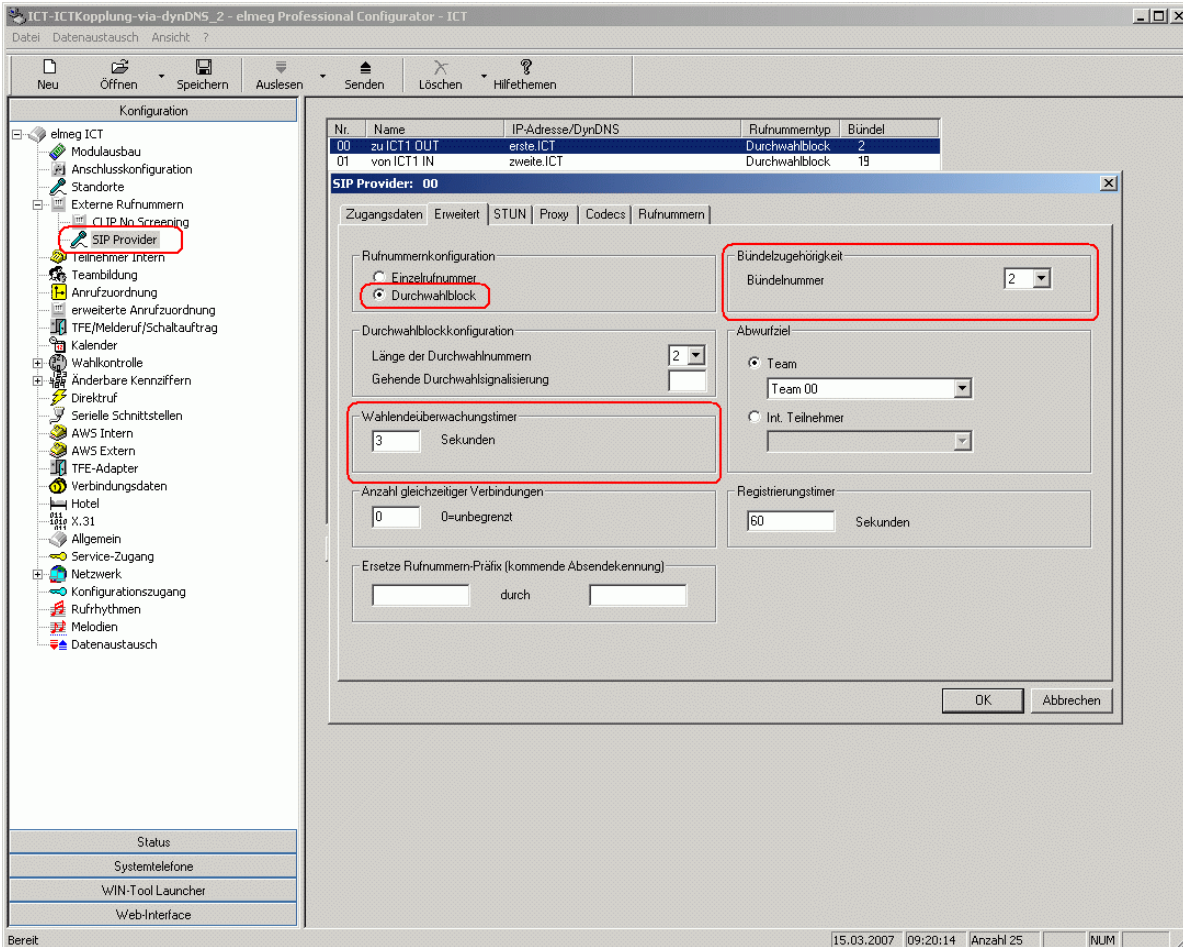 ICT-ICTKopplung-via-dynDNS_2 - elmeg Professional Configurator - ICT
Datei Datenaustausch Ansicht ?
Neu Öffnen Speichern Auslesen Senden Löschen Hilfethemen
Konfiguration
elmeg ICT
Modulausbau
Anschlusskonfiguration
Standorte
Externe Rufnummern
CLIP No Screeping
SIP Provider
Teilnehmer Intern
Teambildung
Anrufzuordnung
erweiterte Anrufzuordnung
TFE/Melderuf/Schaltauftrag
Kalender
Wahlkontrolle
Änderbare Kennziffern
Direktruf
Serielle Schnittstellen
AWS Intern
AWS Extern
TFE-Adapter
Verbindungsdaten
Hotel
X.31
Allgemein
Service-Zugang
Netzwerk
Konfigurationszugang
Rufrhythmen
Melodien
Datenaustausch
Status
Systemtelefone
WIN-Tool Launcher
Web-Interface
Nr. Name IP-Adresse/DynDNS Rufnummerntyp Bündel
00 zu ICT1 OUT erste.ICT Durchwahlblock 2
01 von ICT1 IN zweite.ICT Durchwahlblock 19
SIP Provider: 00
Zugangsdaten Erweitert STUN Proxy Codecs Rufnummern
Rufnummernkonfiguration
Einzelrufnummer
Durchwahlblock
Bündelzugehörigkeit
Bündelnummer 2
Durchwahlblockkonfiguration
Länge der Durchwahlnummern 2
Gehende Durchwahlsignalisierung
Abwurfziel
Team
Team 00
Int. Teilnehmer
Wahlendeüberwachungstimer
3 Sekunden
Anzahl gleichzeitiger Verbindungen
0 0=unbegrenzt
Registrierungstimer
60 Sekunden
Ersetze Rufnummern-Präfix (kommende Absendekennung)
durch
OK Abbrechen
Bereit 15.03.2007 09:20:14 Anzahl 25 NUM